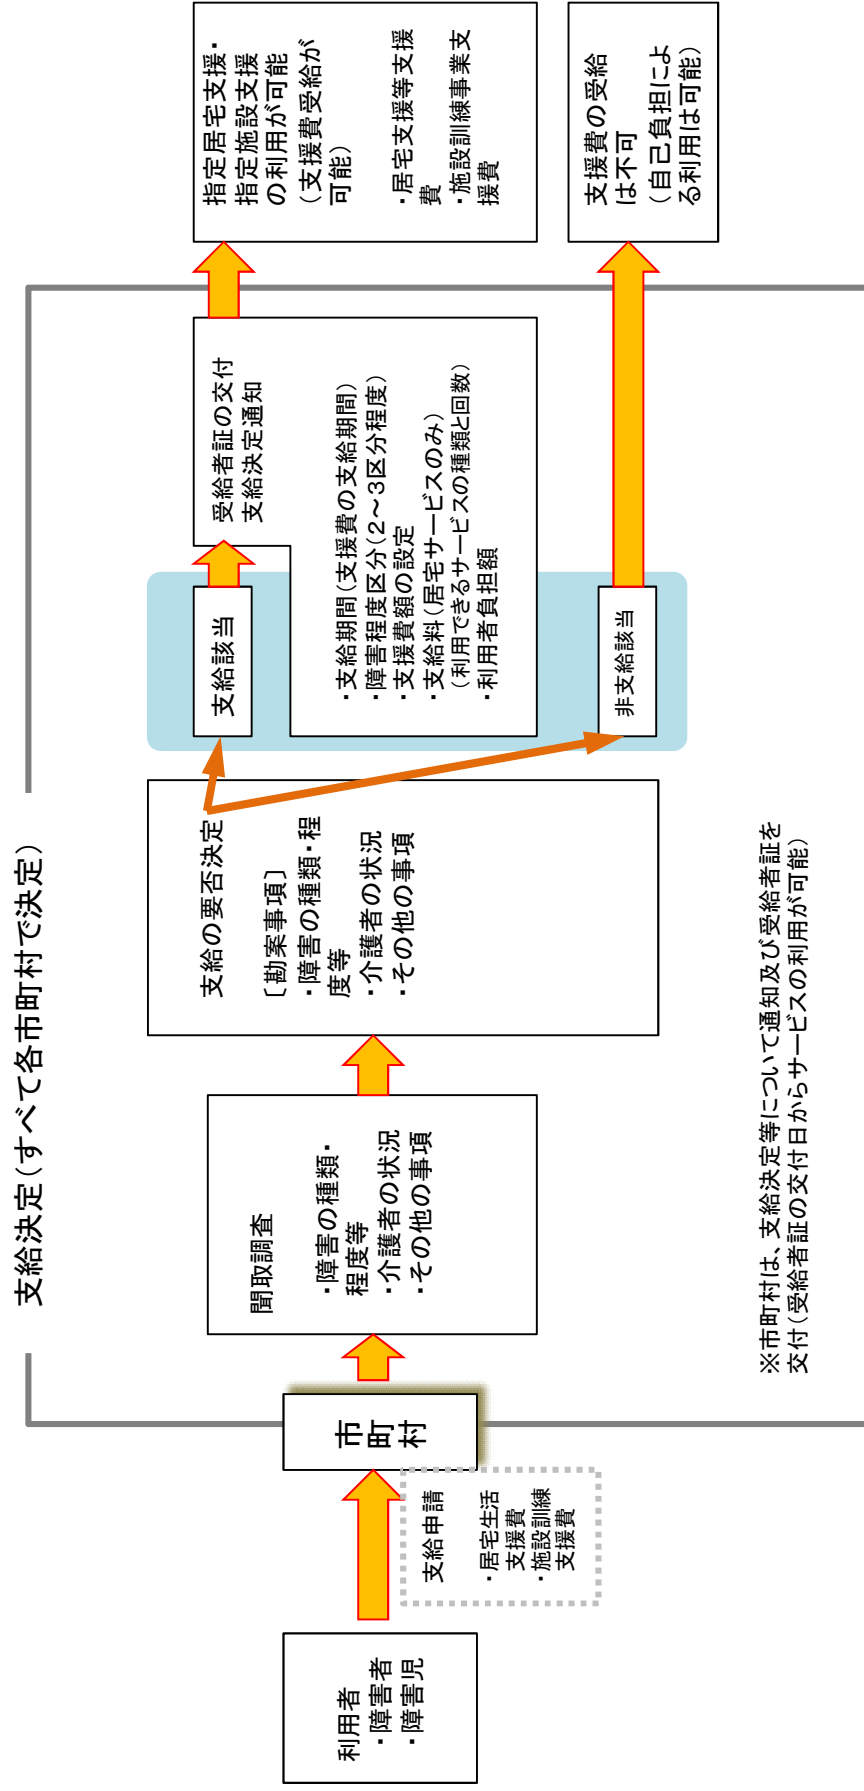 支給決定（すべて各市町村で決定）
利用者
・障害者
・障害児
支給申請
・居宅生活
支援費
・施設訓練
支援費
市町村
聞取調査
・障害の種類・
程度等
・介護者の状況
・その他の事項
支給の要否決定
［勘案事項］
・障害の種類・程
度等
・介護者の状況
・その他の事項
支給該当
受給者証の交付
支給決定通知
・支給期間（支援費の支給期間）
・障害程度区分（2～3区分程度）
・支援費額の設定
・支給料（居宅サービスのみ）
（利用できるサービスの種類と回数）
・利用者負担額
非支給該当
指定居宅支援・
指定施設支援
の利用が可能
（支援費受給が
可能）
・居宅支援等支援
費
・施設訓練事業支
援費
支援費の受給
は不可
（自己負担によ
る利用は可能）
※市町村は、支給決定等について通知及び受給者証を
交付（受給者証の交付日からサービスの利用が可能）